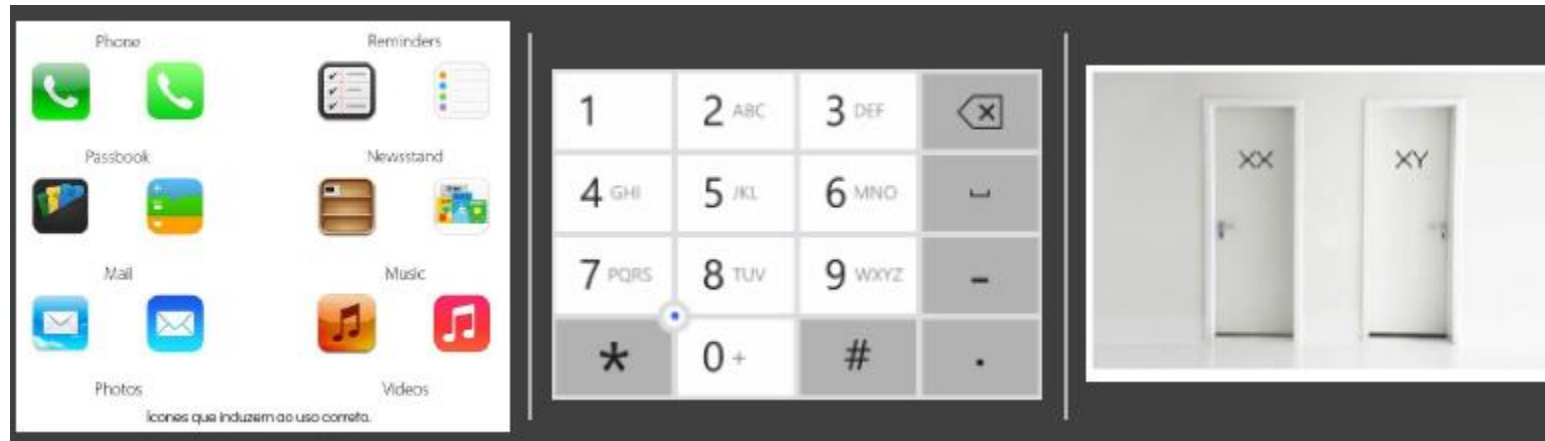 Phone Reminders
Passbook Newsstand
Mail Music
Photos Videos
Ícones que induzem ao uso correto.
1 2 ABC 3 DEF
4 GHI 5 JKL 6 MNO
7 PQRS 8 TUV 9 WXYZ -
* 0 + # .
XX XY